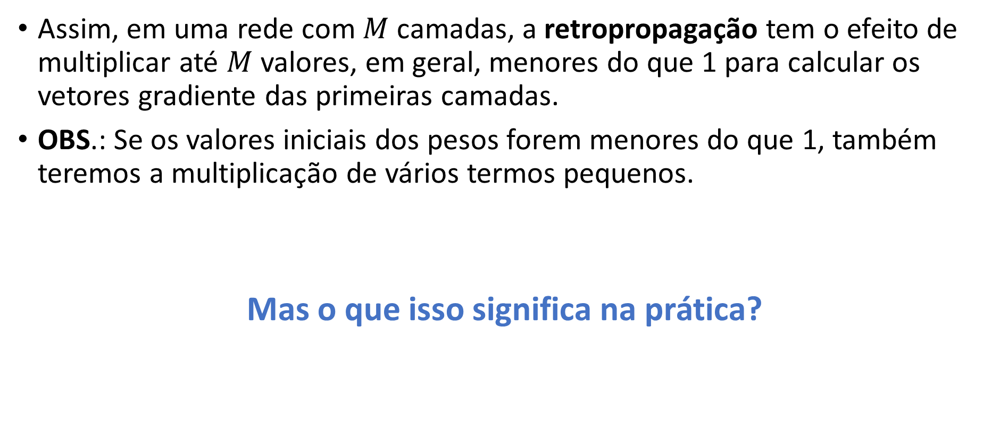 • Assim, em uma rede com M camadas, a retropropagação tem o efeito de
multiplicar até M valores, em geral, menores do que 1 para calcular os
vetores gradiente das primeiras camadas.
• OBS.: Se os valores iniciais dos pesos forem menores do que 1, também
teremos a multiplicação de vários termos pequenos.
Mas o que isso significa na prática?